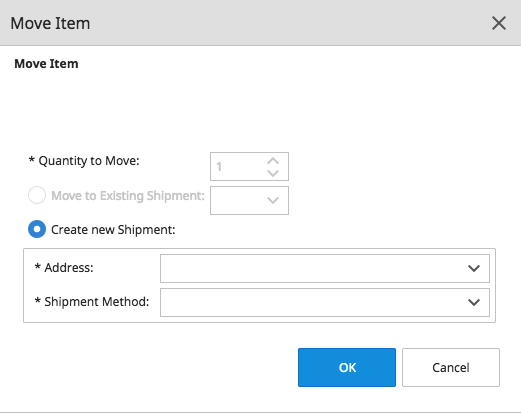 Move Item
Move Item
* Quantity to Move:
1
Move to Existing Shipment:
Create new Shipment:
* Address:
* Shipment Method:
OK
Cancel